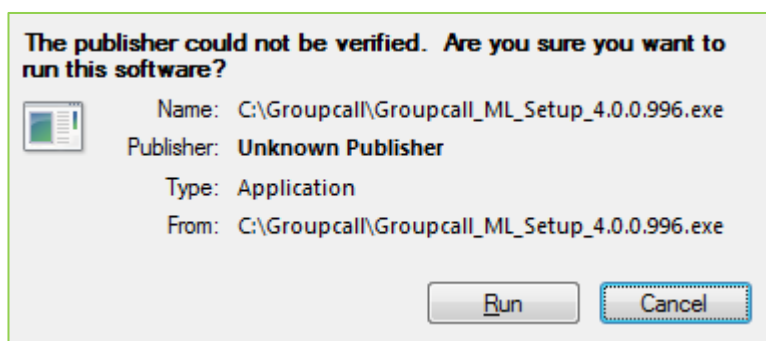 The publisher could not be verified.  Are you sure you want to
run this software?
Name: C:\Groupcall\Groupcall_ML_Setup_4.0.0.996.exe
Publisher: Unknown Publisher
Type: Application
From: C:\Groupcall\Groupcall_ML_Setup_4.0.0.996.exe
Run Cancel